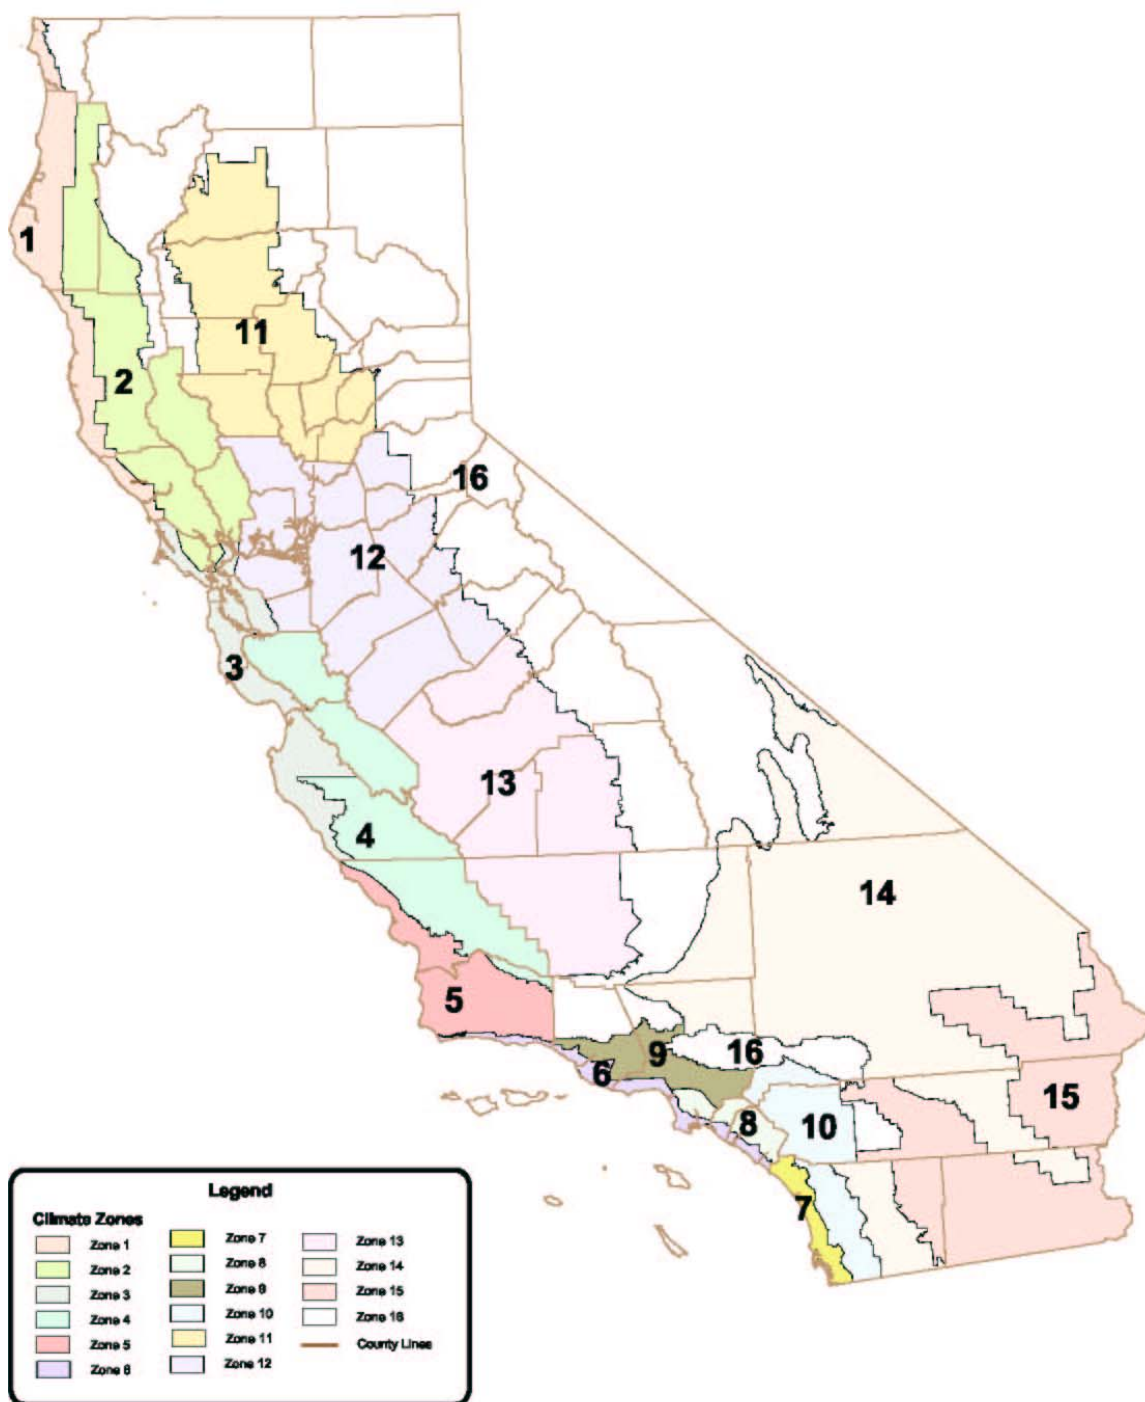 1
11
2
16
12
3
13
4
14
5
9
16
6
15
8
10
7
Legend
Climate Zones
Zone 1
Zone 2
Zone 3
Zone 4
Zone 5
Zone 6
Zone 7
Zone 8
Zone 9
Zone 10
Zone 11
Zone 12
Zone 13
Zone 14
Zone 15
Zone 16
County Lines